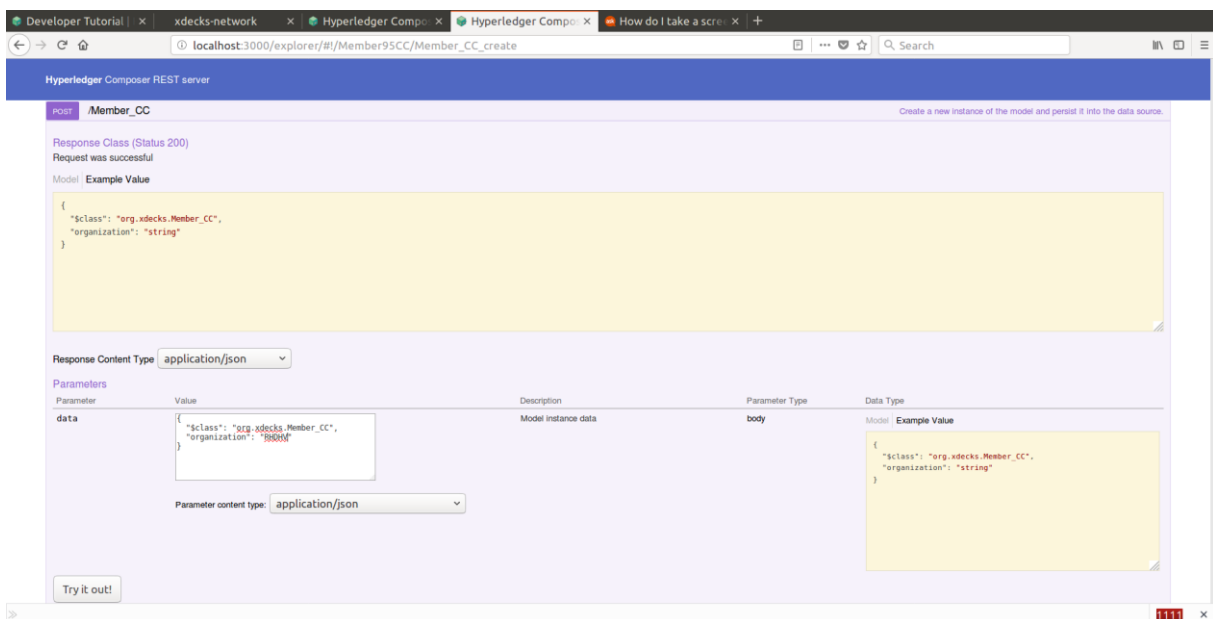 Developer Tutorial | xdecks-network Hyperledger Compo Hyperledger Compo How do I take a scree
localhost:3000/explorer/#!/Member95CC/Member_CC_create Search
Hyperledger Composer REST server
POST /Member_CC Create a new instance of the model and persist it into the data source.
Response Class (Status 200)
Request was successful
Model Example Value
{
"$class": "org.xdecks.Member_CC",
"organization": "string"
}
Response Content Type application/json
Parameters
Parameter Value Description Parameter Type Data Type
data Model instance data body Model Example Value
{
"$class": "org.xdecks.Member_CC",
"organization": "RHDHV"
}
{
"$class": "org.xdecks.Member_CC",
"organization": "string"
}
Parameter content type: application/json
Try it out!
1111